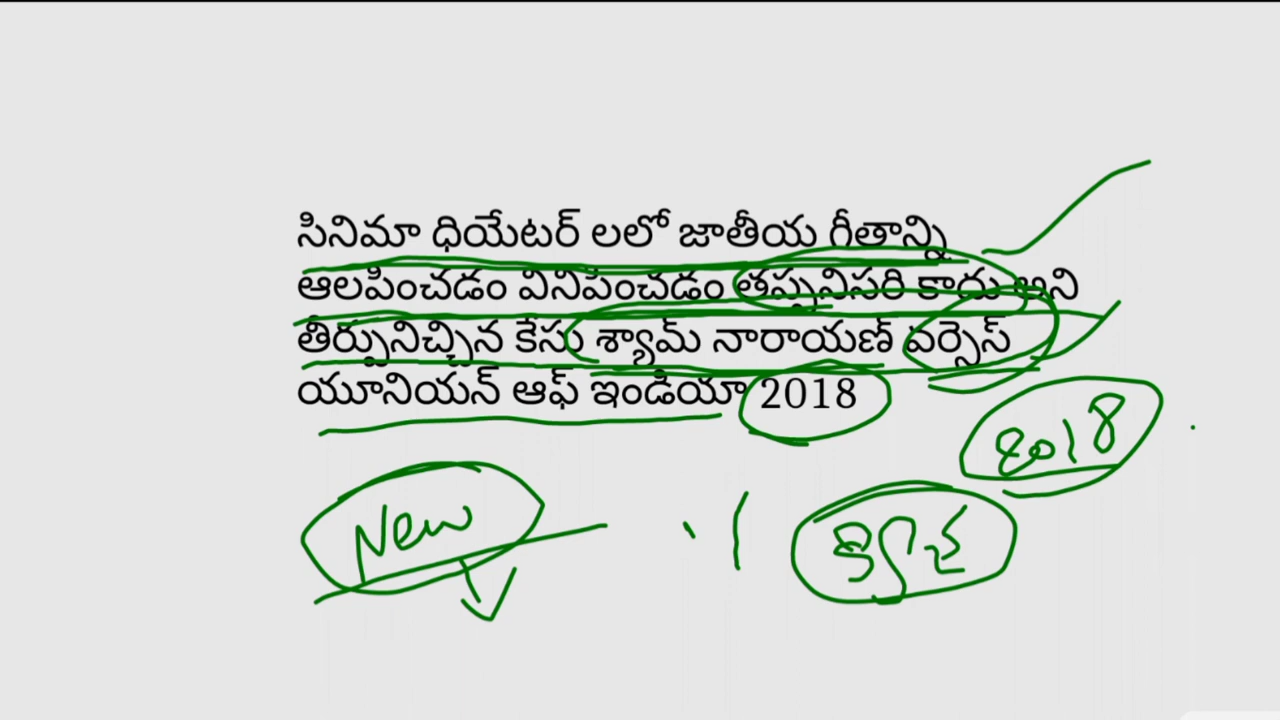 సినిమా ధియేటర్ లలో జాతీయ గీతాన్ని
ఆలపించడం వినిపించడం తప్పనిసరి కాదు అని
తీర్పునిచ్చిన కేసు శ్యామ్ నారాయణ్ వర్సెస్
యూనియన్ ఆఫ్ ఇండియా 2018
2018
New